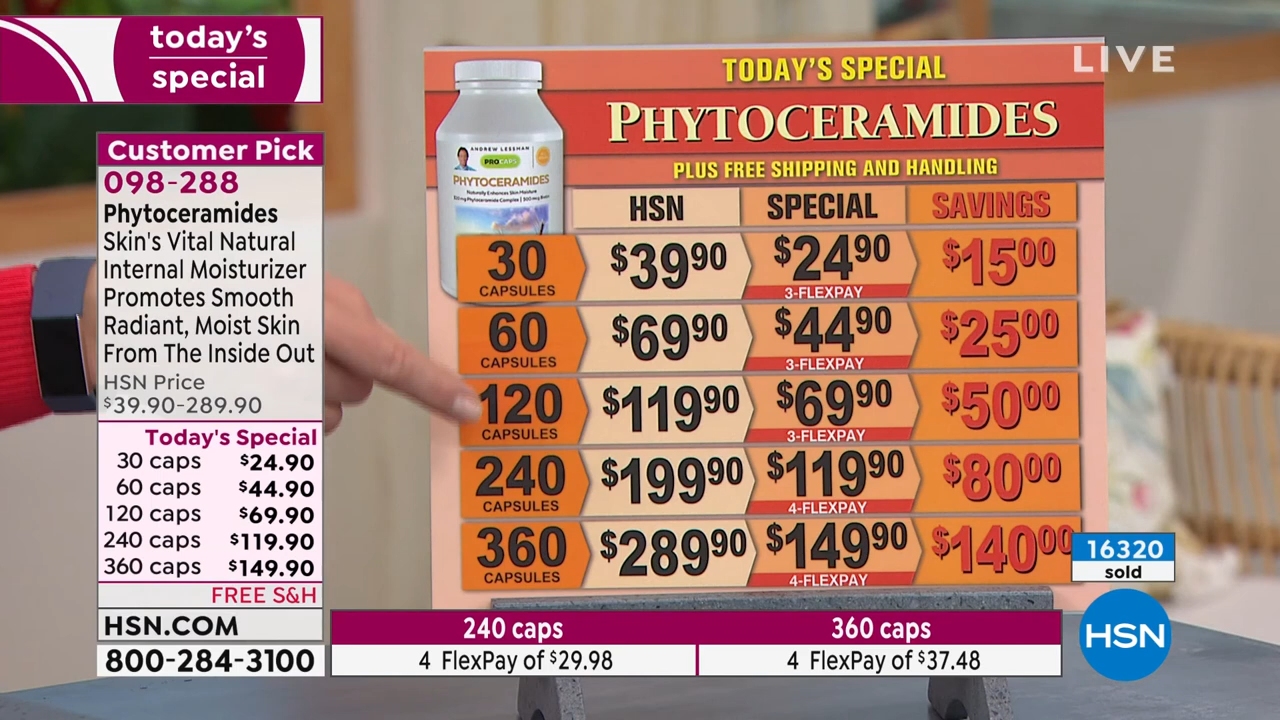 today's
special
Customer Pick
098-288
Phytoceramides
Skin's Vital Natural
Internal Moisturizer
Promotes Smooth
Radiant, Moist Skin
From The Inside Out
HSN Price
$39.90-289.90
Today's Special
30 caps $24.90
60 caps $44.90
120 caps $69.90
240 caps $119.90
360 caps $149.90
FREE S&H
HSN.COM
800-284-3100
LIVE
TODAY'S SPECIAL
PHYTOCERAMIDES
PLUS FREE SHIPPING AND HANDLING
ANDREW LESSMAN
PROCAPS
PHYTOCERAMIDES
Naturally Enhances Skin Moisture
HSN SPECIAL SAVINGS
30 CAPSULES $39.90 $24.90 3-FLEXPAY $15.00
60 CAPSULES $69.90 $44.90 3-FLEXPAY $25.00
120 CAPSULES $119.90 $69.90 3-FLEXPAY $50.00
240 CAPSULES $199.90 $119.90 4-FLEXPAY $80.00
360 CAPSULES $289.90 $149.90 4-FLEXPAY $140.00
16320
sold
HSN
240 caps 360 caps
4 FlexPay of $29.98 4 FlexPay of $37.48